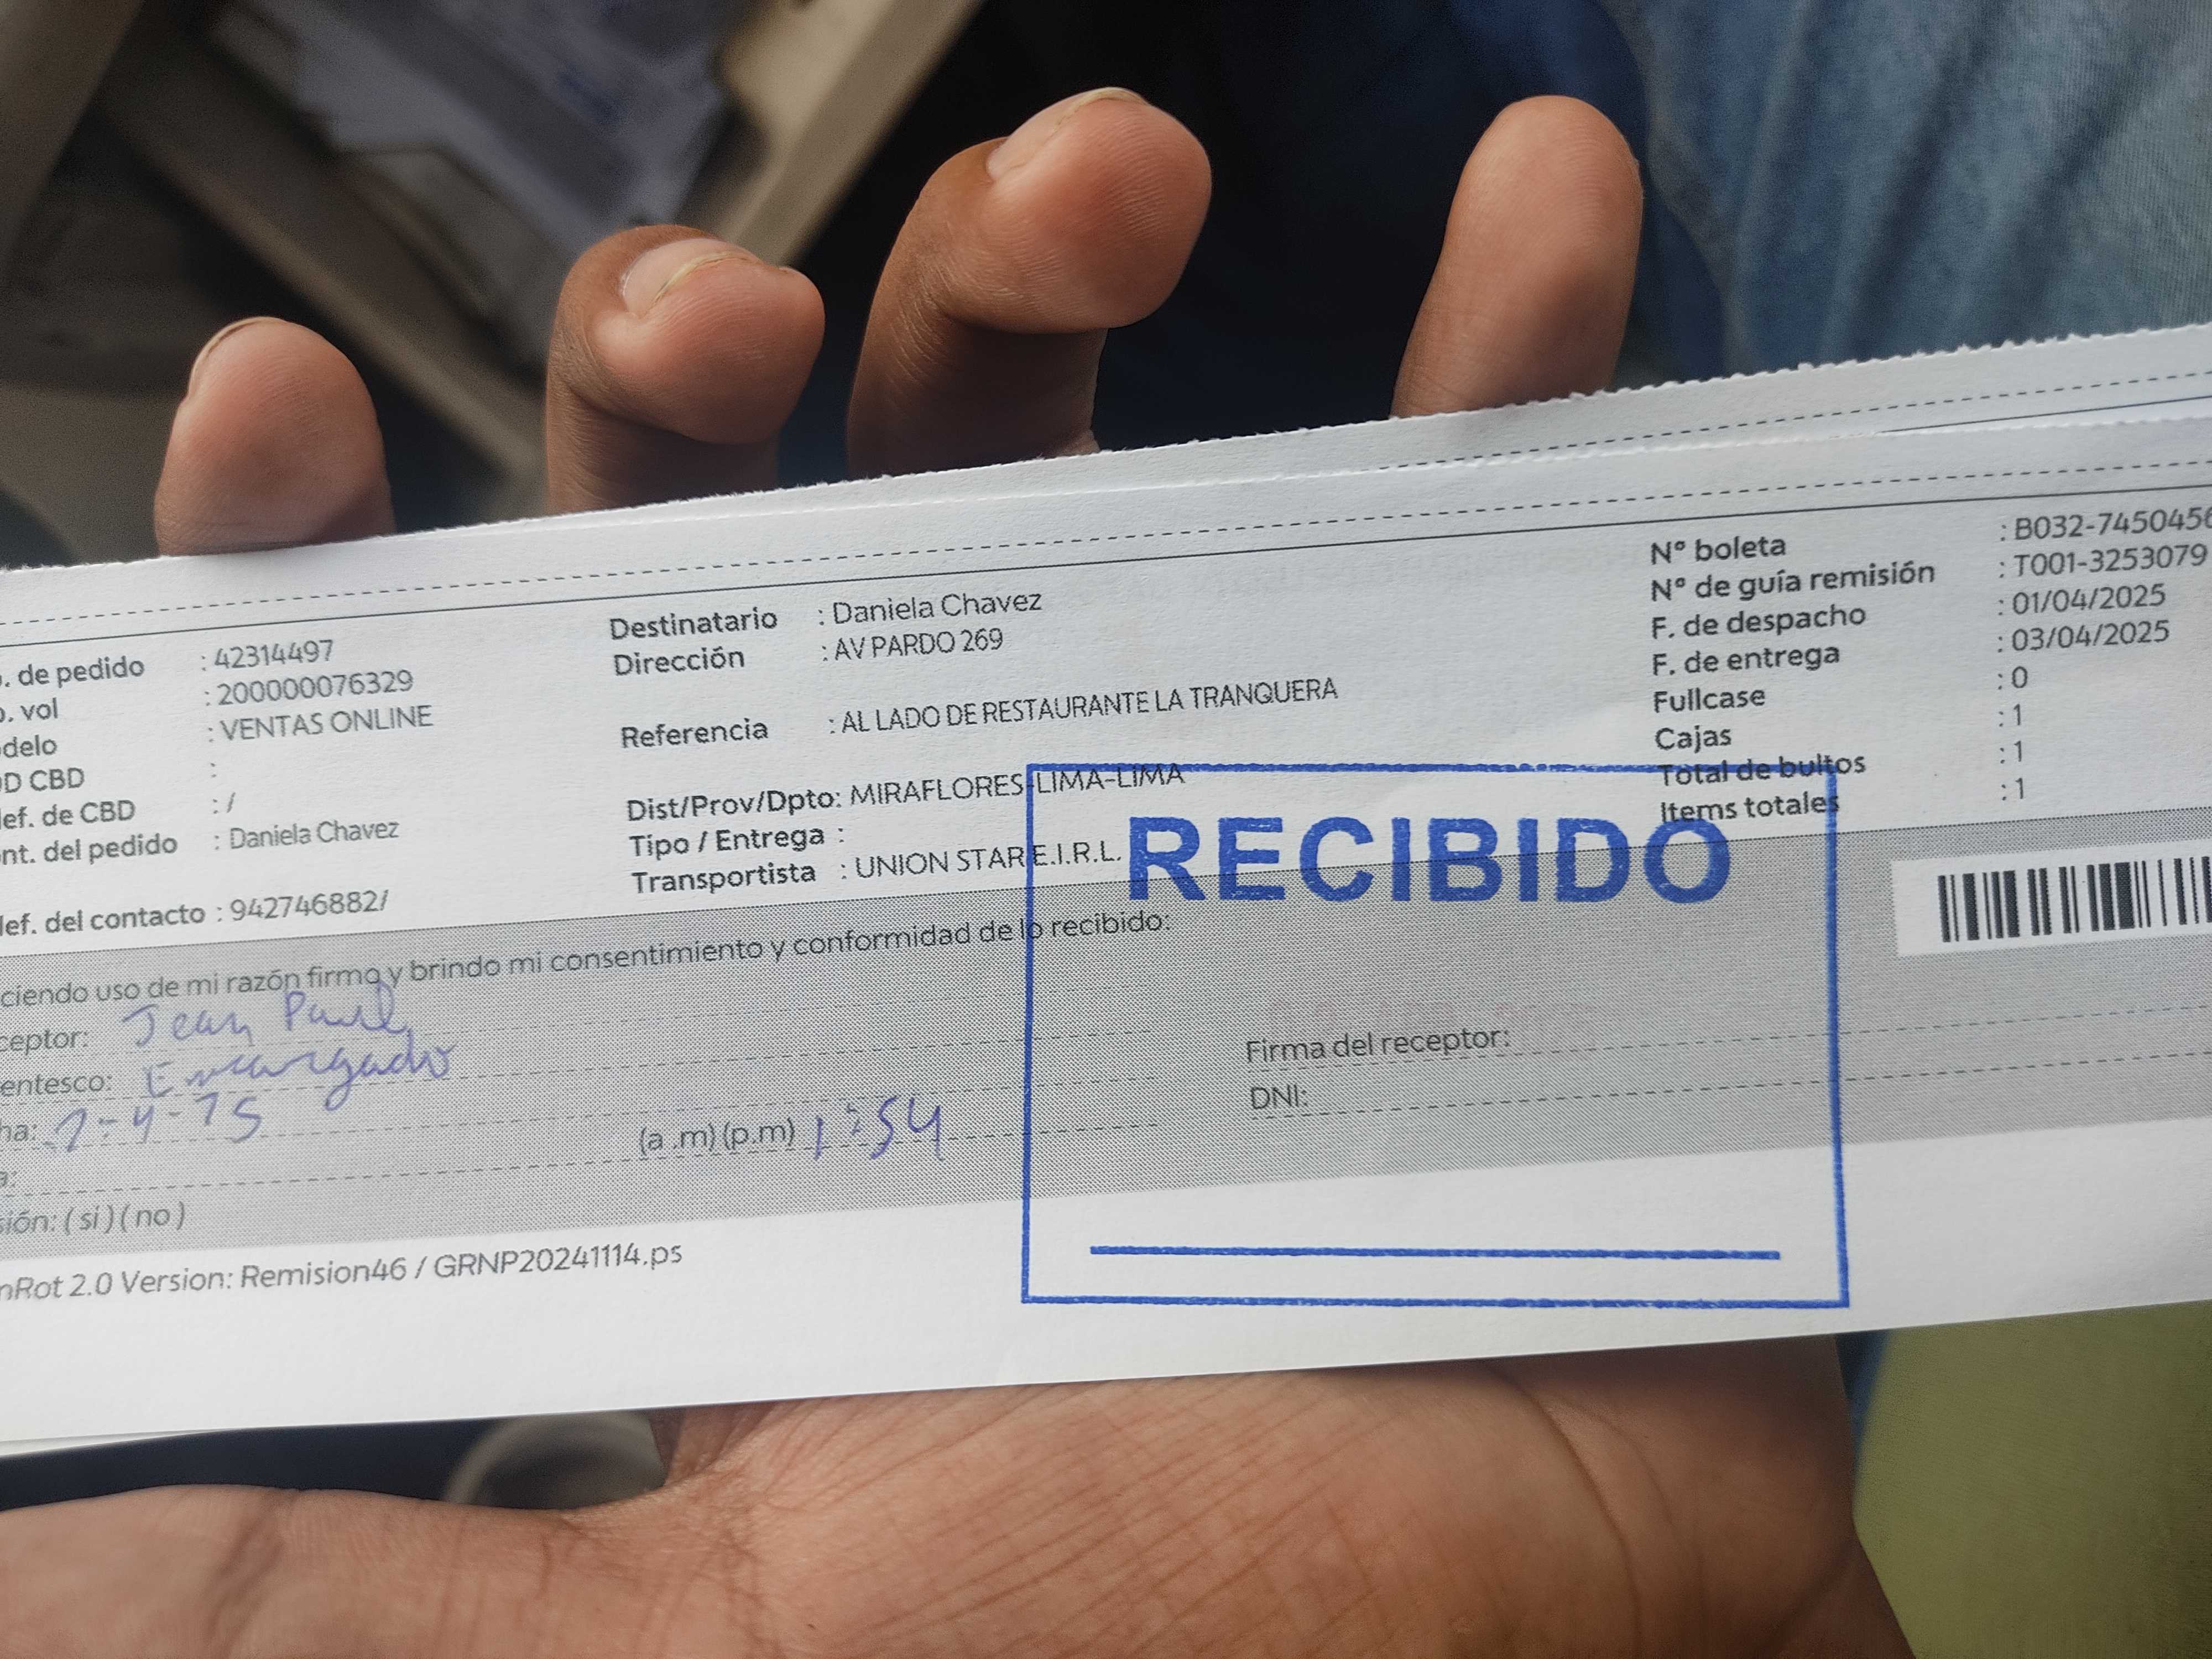 . de pedido : 42314497
. vol : 200000076329
delo : VENTAS ONLINE
D CBD :
ef. de CBD : /
nt. del pedido : Daniela Chavez
lef. del contacto : 942746882/
Destinatario : Daniela Chavez
Dirección : AV PARDO 269
Referencia : AL LADO DE RESTAURANTE LA TRANQUERA
Dist/Prov/Dpto: MIRAFLORES-LIMA-LIMA
Tipo / Entrega :
Transportista : UNION STAR E.I.R.L.
N° boleta : B032-7450456
N° de guía remisión : T001-3253079
F. de despacho : 01/04/2025
F. de entrega : 03/04/2025
Fullcase : 0
Cajas : 1
Total de bultos : 1
Items totales : 1
RECIBIDO
ciendo uso de mi razón firmo y brindo mi consentimiento y conformidad de lo recibido:
ceptor: Jean Paul
entesco: Encargado
ha:
(a .m) (p.m) 1:54
a:
sión: ( si ) ( no )
Firma del receptor:
DNI:
nRot 2.0 Version: Remision46 / GRNP20241114.ps